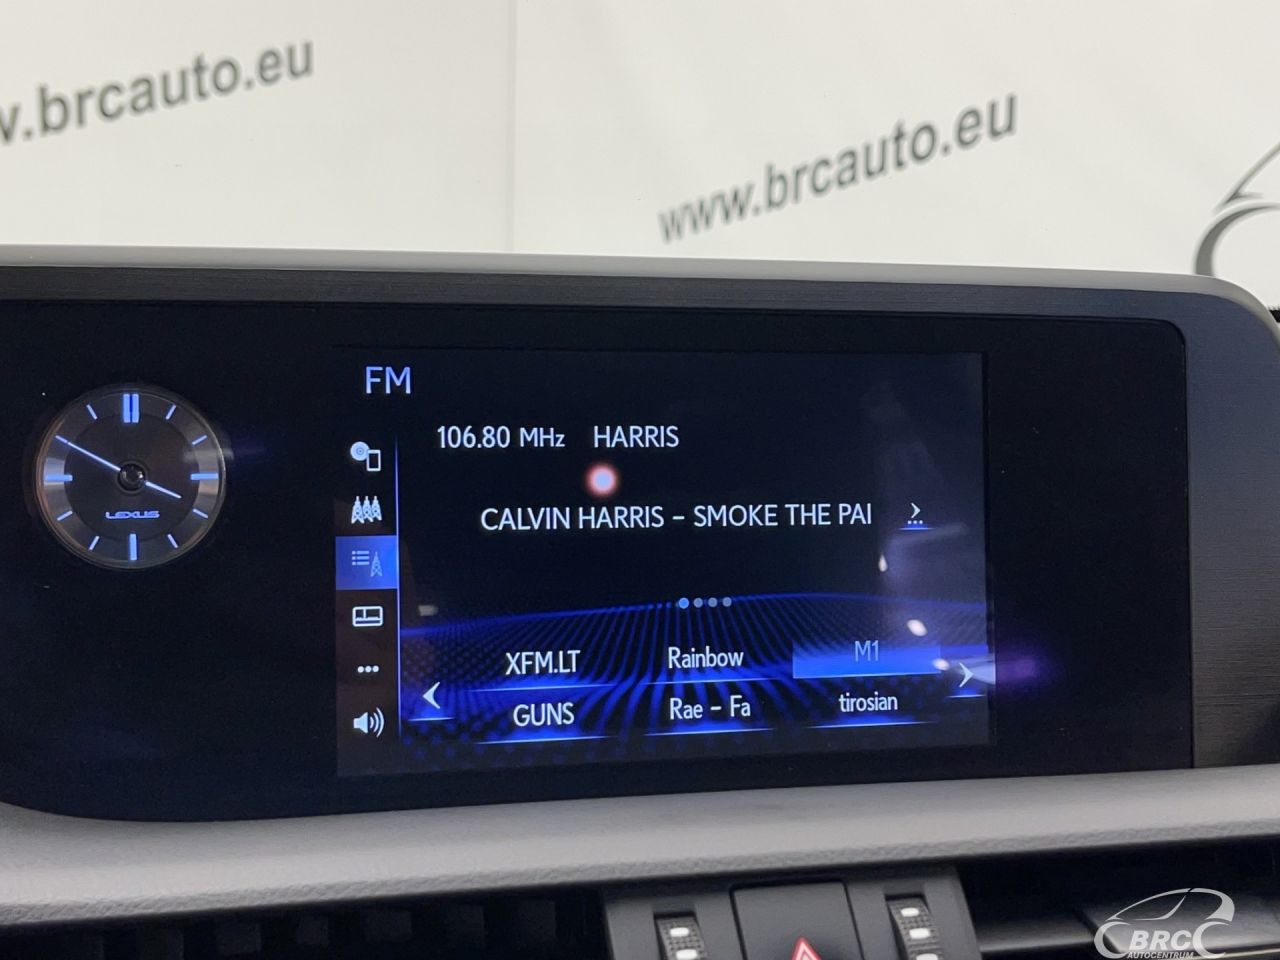 w.brcauto.eu
www.brcauto.eu
FM
106.80 MHz HARRIS
CALVIN HARRIS - SMOKE THE PAI
XFM.LT Rainbow M1
GUNS Rae - Fa tirosian
LEXUS
BRC
AUTOCENTRUM